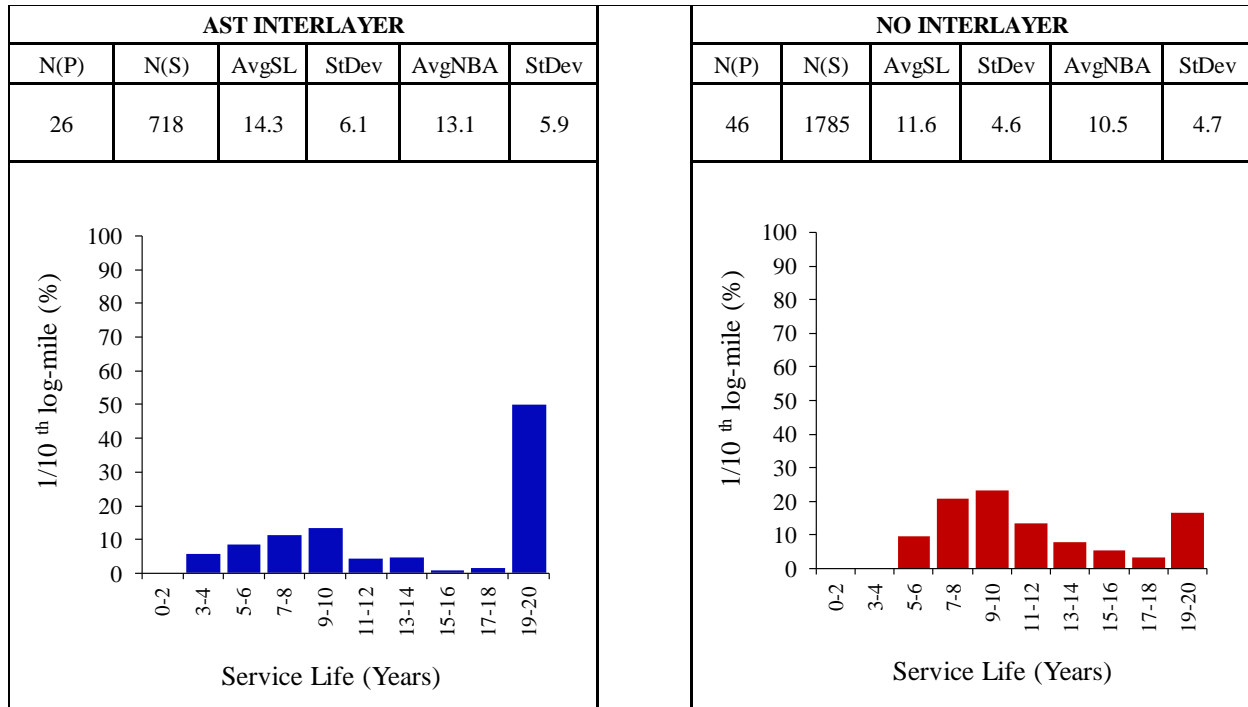 AST INTERLAYER
N(P) N(S) AvgSL StDev AvgNBA StDev
26 718 14.3 6.1 13.1 5.9
1/10 th log-mile (%)
100
90
80
70
60
50
40
30
20
10
0
0-2 3-4 5-6 7-8 9-10 11-12 13-14 15-16 17-18 19-20
Service Life (Years)
NO INTERLAYER
N(P) N(S) AvgSL StDev AvgNBA StDev
46 1785 11.6 4.6 10.5 4.7
1/10 th log-mile (%)
100
90
80
70
60
50
40
30
20
10
0
0-2 3-4 5-6 7-8 9-10 11-12 13-14 15-16 17-18 19-20
Service Life (Years)